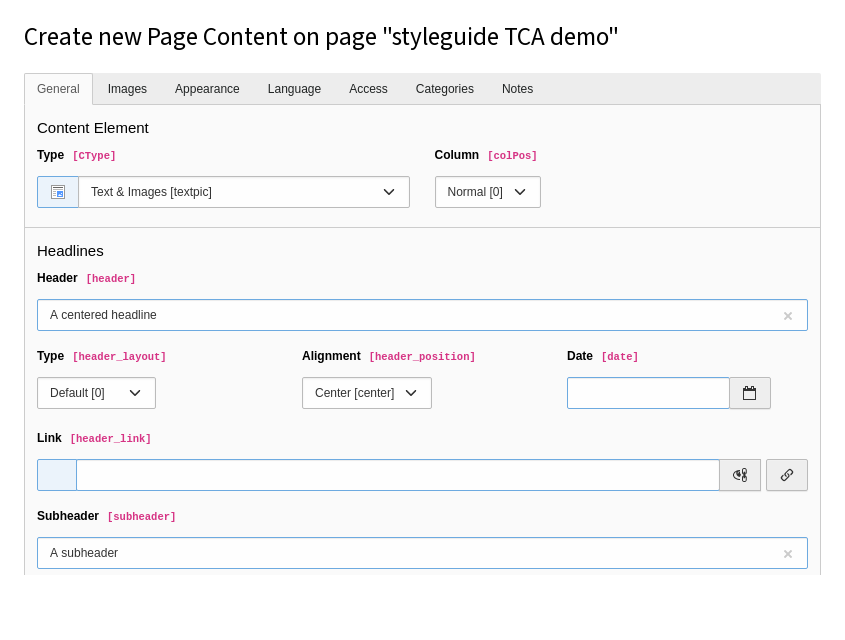 Create new Page Content on page "styleguide TCA demo"
General Images Appearance Language Access Categories Notes
Content Element
Type [CType] Column [colPos]
Text & Images [textpic] Normal [0]
Headlines
Header [header]
A centered headline
Type [header_layout] Alignment [header_position] Date [date]
Default [0] Center [center]
Link [header_link]
Subheader [subheader]
A subheader